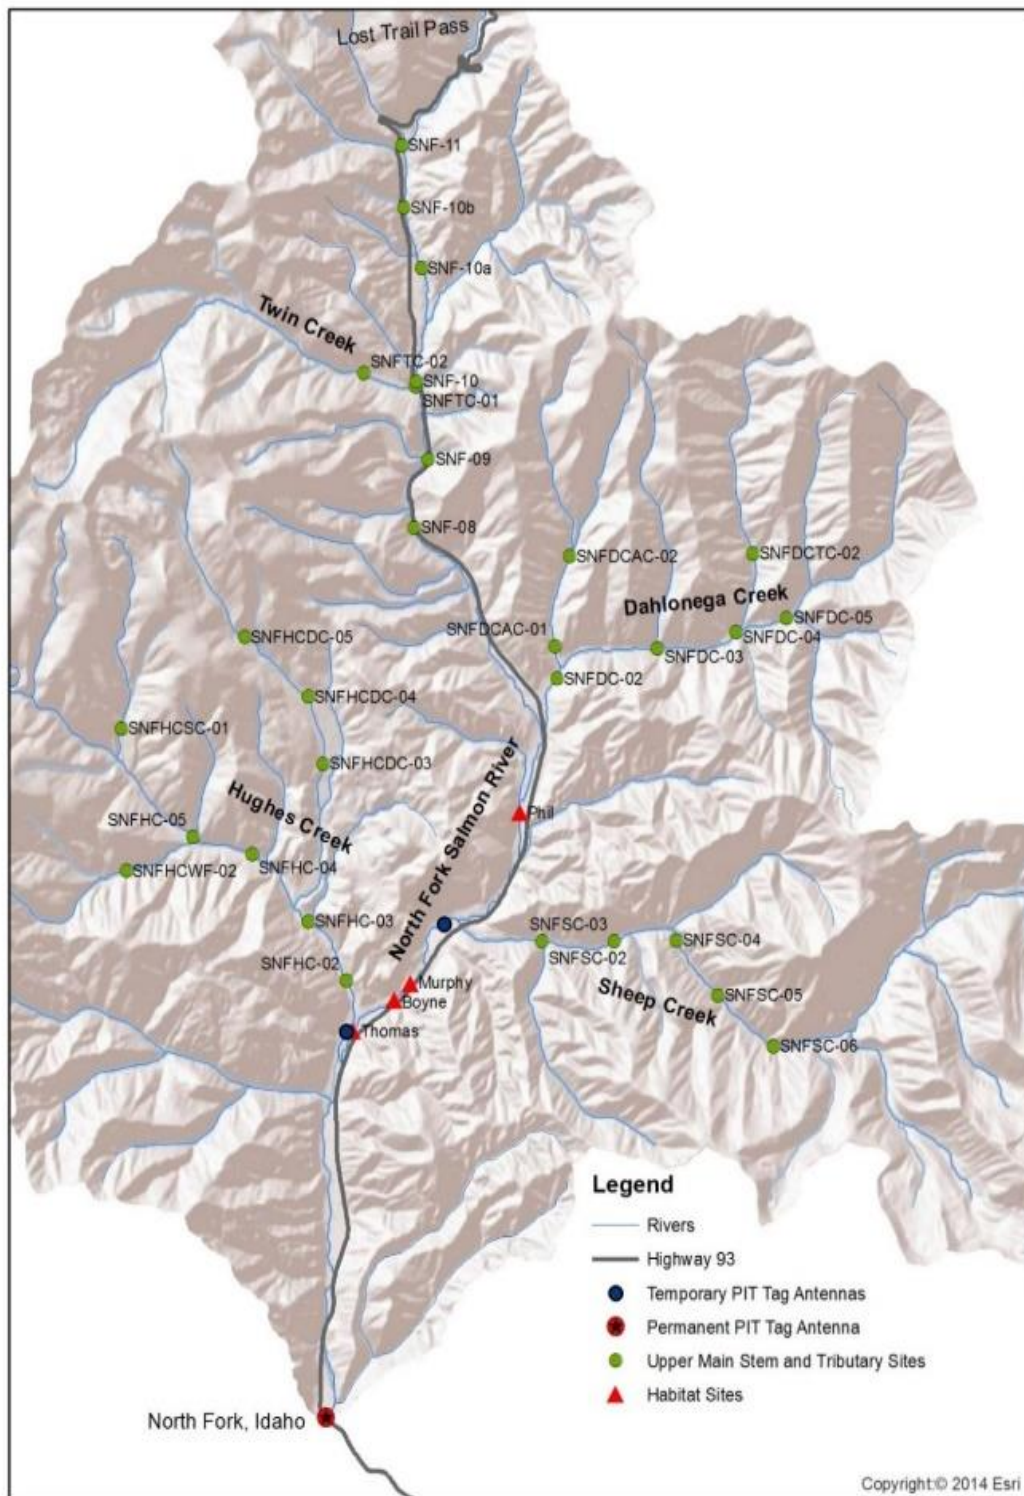 Lost Trail Pass
SNF-11
SNF-10b
SNF-10a
Twin Creek
SNFTC-02
SNF-10
SNFTC-01
SNF-09
SNF-08
SNFDCAC-02
SNFDCTC-02
Dahlonega Creek
SNFDC-05
SNFDCAC-01
SNFDC-04
SNFHCDC-05
SNFDC-03
SNFDC-02
SNFHCDC-04
SNFHCSC-01
SNFHCDC-03
North Fork Salmon River
Hughes Creek
Phil
SNFHC-05
SNFHC-04
SNFHCWF-02
SNFHC-03
SNFSC-03
SNFSC-04
SNFSC-02
SNFHC-02
Murphy
Sheep Creek
SNFSC-05
Boyne
Thomas
SNFSC-06
Legend
Rivers
Highway 93
Temporary PIT Tag Antennas
Permanent PIT Tag Antenna
Upper Main Stem and Tributary Sites
Habitat Sites
North Fork, Idaho
Copyright:© 2014 Esri